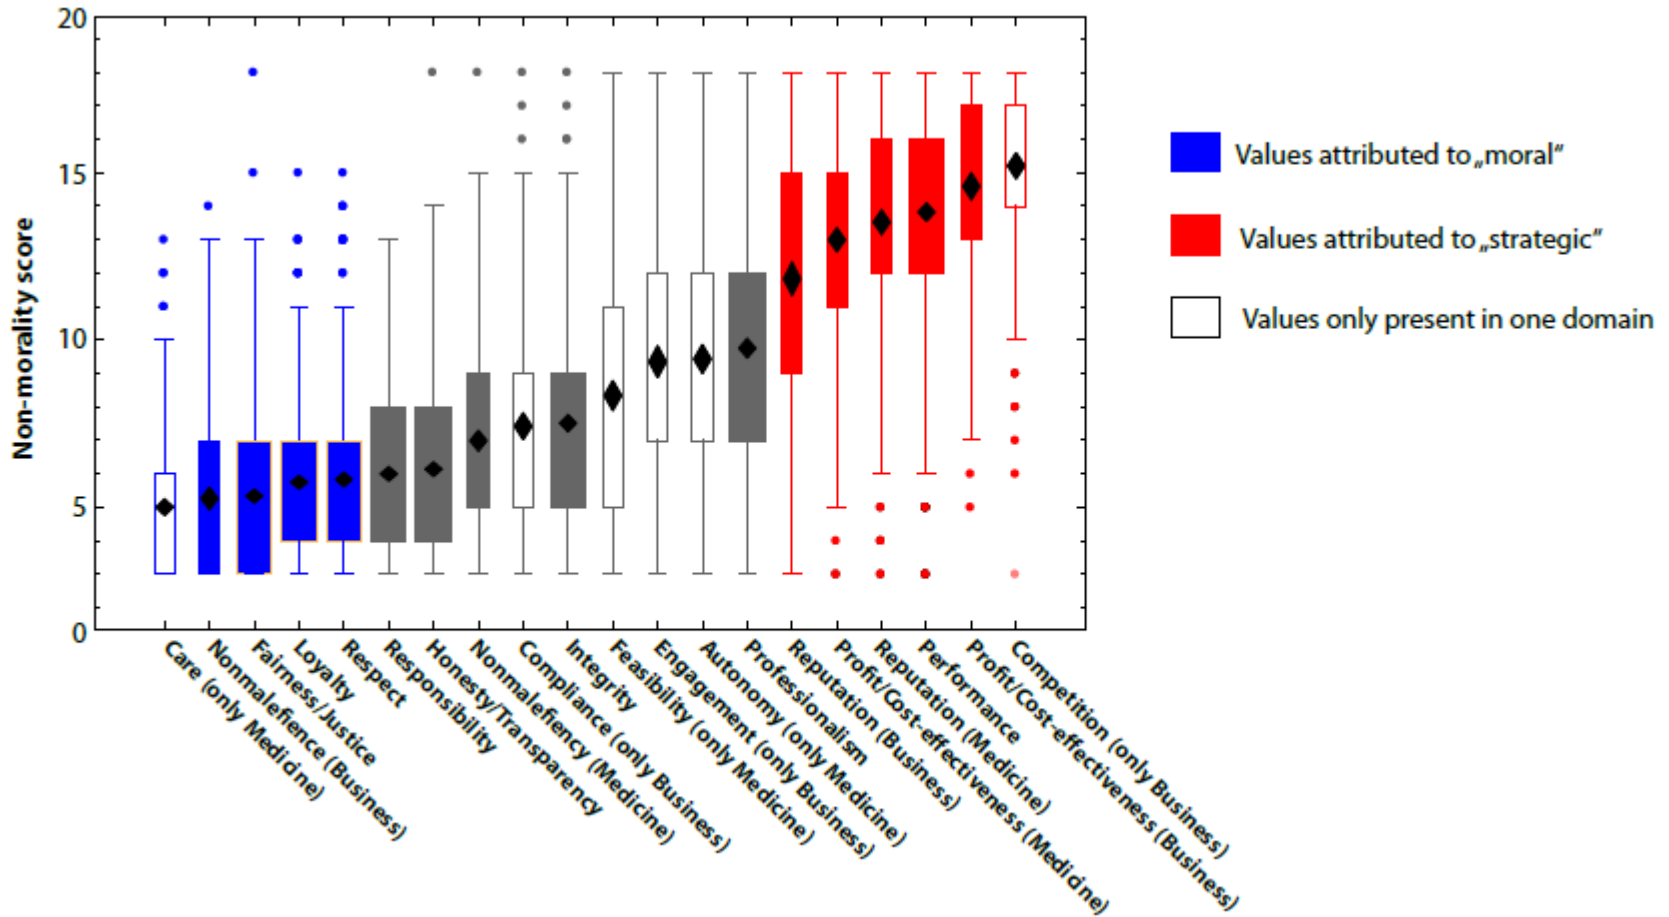 20
15
10
5
0
Non-morality score
Values attributed to „moral“
Values attributed to „strategic“
Values only present in one domain
Care (only Medicine)
Nonmalefience (Business)
Fairness/Justice
Loyalty
Respect
Responsibility
Honesty/Transparency
Nonmalefiency (Medicine)
Compliance (only Business)
Integrity
Feasibility (only Medicine)
Engagement (only Business)
Autonomy (only Medicine)
Professionalism
Reputation (Business)
Profit/Cost-effectiveness (Medicine)
Reputation (Medicine)
Performance
Profit/Cost-effectiveness (Business)
Competition (only Business)